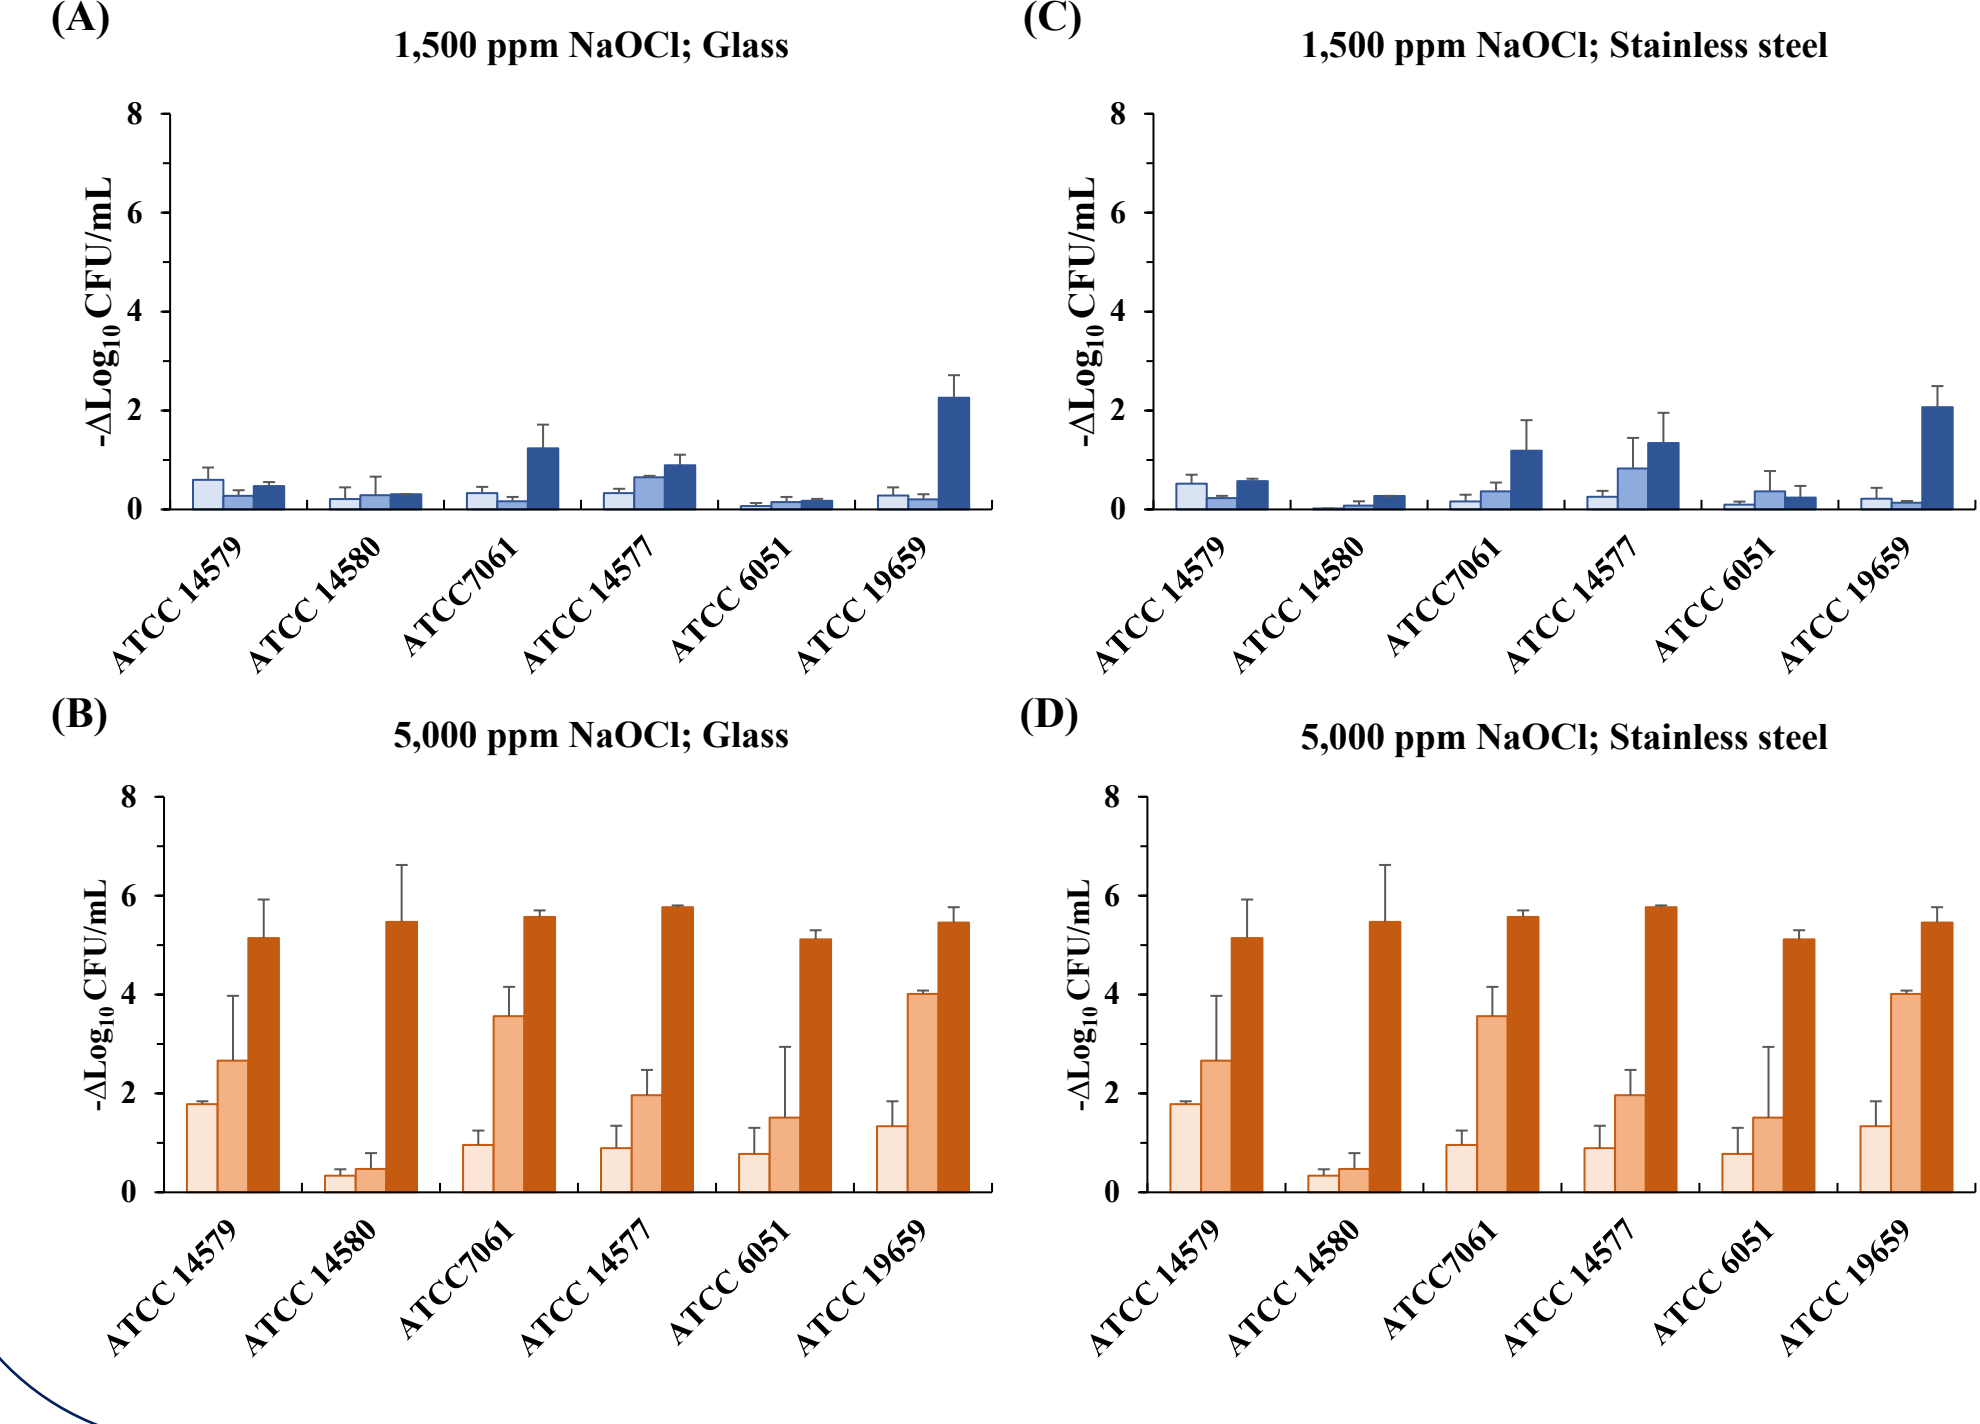 (A)
1,500 ppm NaOCl; Glass
8
6
4
2
0
-ΔLog10 CFU/mL
ATCC 14579
ATCC 14580
ATCC7061
ATCC 14577
ATCC 6051
ATCC 19659
(C)
1,500 ppm NaOCl; Stainless steel
8
6
4
2
0
-ΔLog10 CFU/mL
ATCC 14579
ATCC 14580
ATCC7061
ATCC 14577
ATCC 6051
ATCC 19659
(B)
5,000 ppm NaOCl; Glass
8
6
4
2
0
-ΔLog10 CFU/mL
ATCC 14579
ATCC 14580
ATCC7061
ATCC 14577
ATCC 6051
ATCC 19659
(D)
5,000 ppm NaOCl; Stainless steel
8
6
4
2
0
-ΔLog10 CFU/mL
ATCC 14579
ATCC 14580
ATCC7061
ATCC 14577
ATCC 6051
ATCC 19659